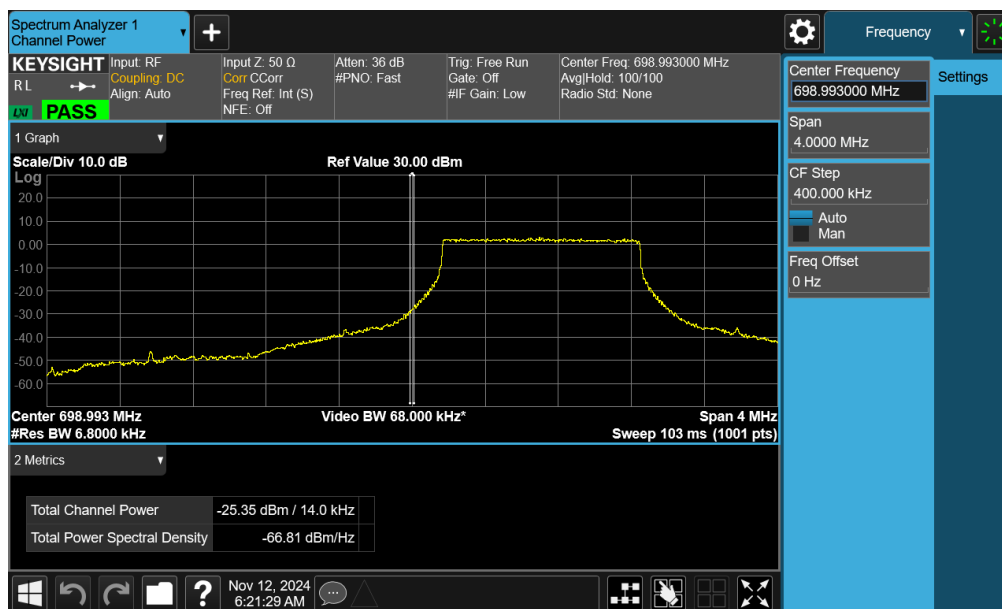 Spectrum Analyzer 1
Channel Power
Frequency
KEYSIGHT
R L
LXI
PASS
Input: RF
Coupling: DC
Align: Auto
Input Z: 50 Ω
Corr CCorr
Freq Ref: Int (S)
NFE: Off
Atten: 36 dB
#PNO: Fast
Trig: Free Run
Gate: Off
#IF Gain: Low
Center Freq: 698.993000 MHz
Avg|Hold: 100/100
Radio Std: None
Center Frequency
698.993000 MHz
Settings
Span
4.0000 MHz
CF Step
400.000 kHz
Auto
Man
Freq Offset
0 Hz
1 Graph
Scale/Div 10.0 dB
Ref Value 30.00 dBm
Log
20.0
10.0
0.00
-10.0
-20.0
-30.0
-40.0
-50.0
-60.0
Center 698.993 MHz
Video BW 68.000 kHz*
Span 4 MHz
#Res BW 6.8000 kHz
Sweep 103 ms (1001 pts)
2 Metrics
Total Channel Power -25.35 dBm / 14.0 kHz
Total Power Spectral Density -66.81 dBm/Hz
Nov 12, 2024
6:21:29 AM